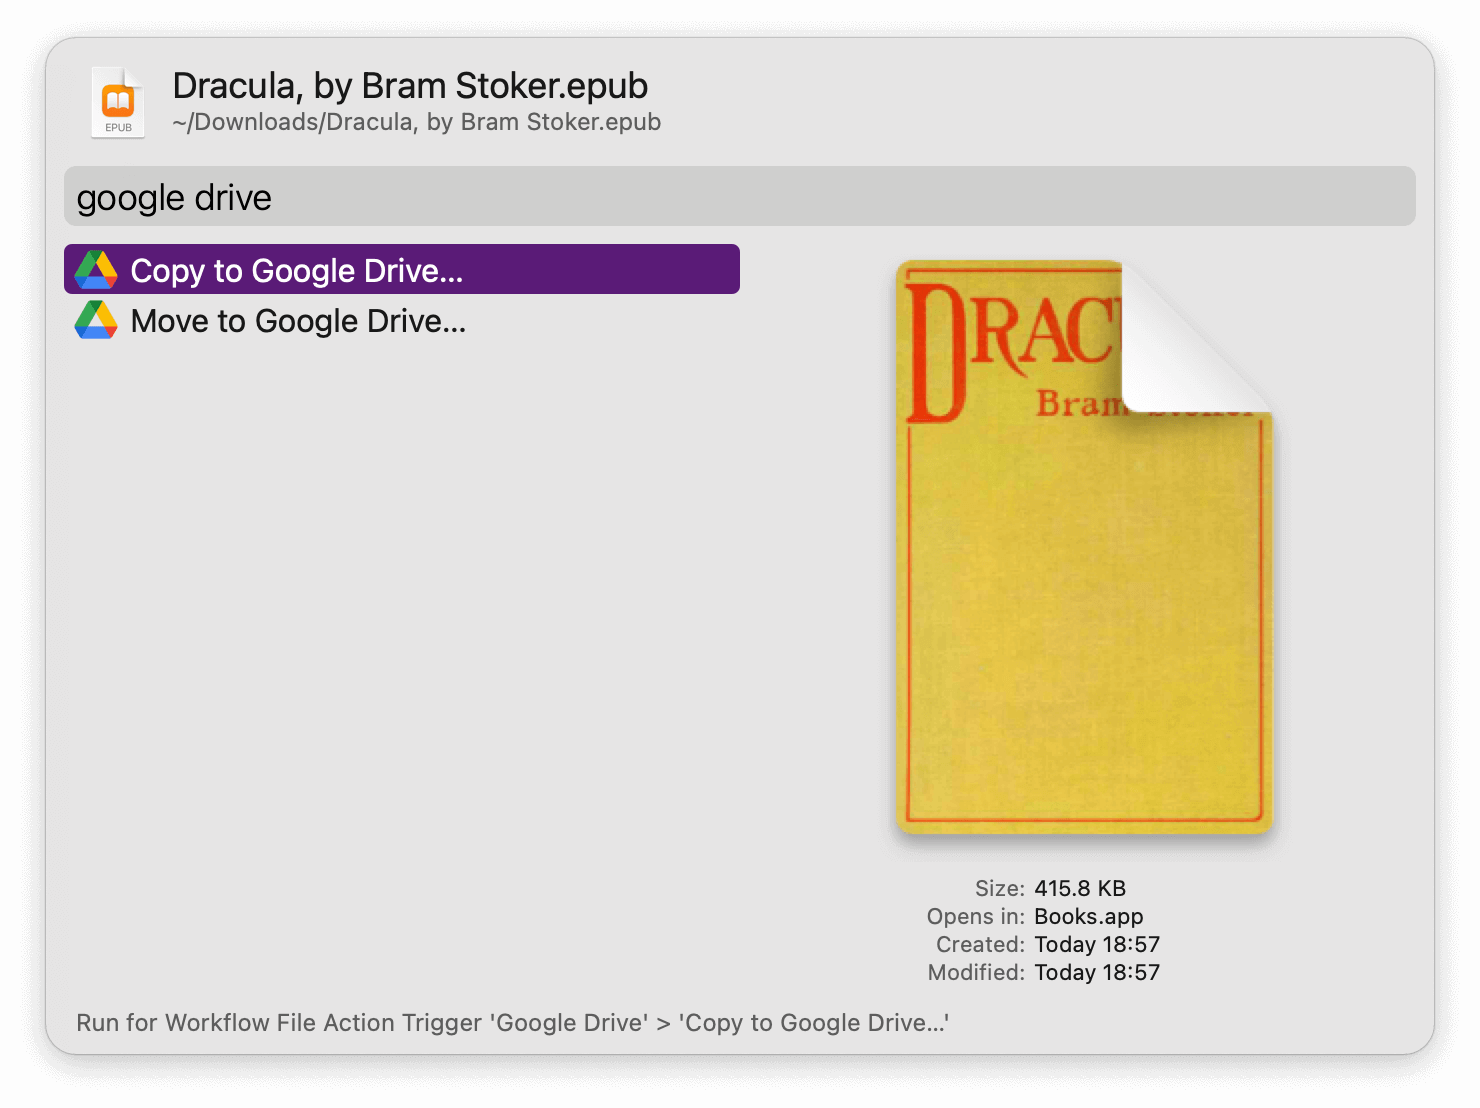 Dracula, by Bram Stoker.epub
EPUB
~/Downloads/Dracula, by Bram Stoker.epub
google drive
Copy to Google Drive...
Move to Google Drive...
DRAC
Bram Stoker
Size: 415.8 KB
Opens in: Books.app
Created: Today 18:57
Modified: Today 18:57
Run for Workflow File Action Trigger 'Google Drive' > 'Copy to Google Drive...'